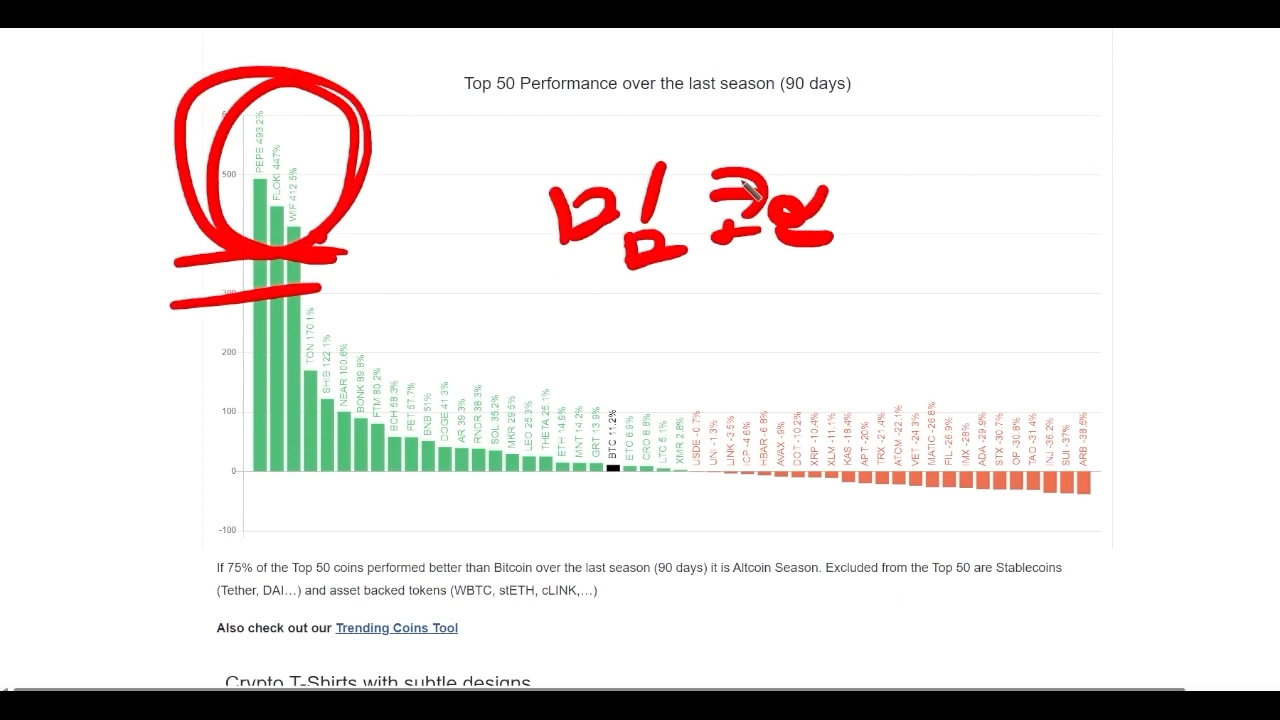 Top 50 Performance over the last season (90 days)
밈 코인
500
300
200
100
0
-100
PEPE 493.2%
FLOKI 447%
WIF 412.5%
TON 170.1%
SHIB 122.1%
NEAR 100.6%
BONK 89.8%
FTM 80.2%
BCH 58.3%
FET 57.7%
BNB 51%
DOGE 41.3%
AR 39.3%
RNDR 38.3%
SOL 35.2%
MKR 29.5%
LEO 25.3%
THETA 25.1%
ETH 14.9%
MNT 14.2%
GRT 13.9%
BTC 11.2%
ETC 8.9%
CRO 8.8%
LTC 5.1%
XMR 2.8%
USDE -0.7%
UNI -1.3%
LINK -3.5%
ICP -4.6%
HBAR -6.8%
AVAX -9%
DOT -10.2%
XRP -10.4%
XLM -11.1%
KAS -18.4%
APT -20%
TRX -21.4%
ATOM -22.1%
VET -24.3%
MATIC -26.8%
FIL -26.9%
IMX -28%
ADA -29.9%
STX -30.7%
OP -30.8%
TAO -31.4%
INJ -36.2%
SUI -37%
ARB -38.5%
If 75% of the Top 50 coins performed better than Bitcoin over the last season (90 days) it is Altcoin Season. Excluded from the Top 50 are Stablecoins
(Tether, DAI…) and asset backed tokens (WBTC, stETH, cLINK,…)
Also check out our Trending Coins Tool
Crypto T-Shirts with subtle designs